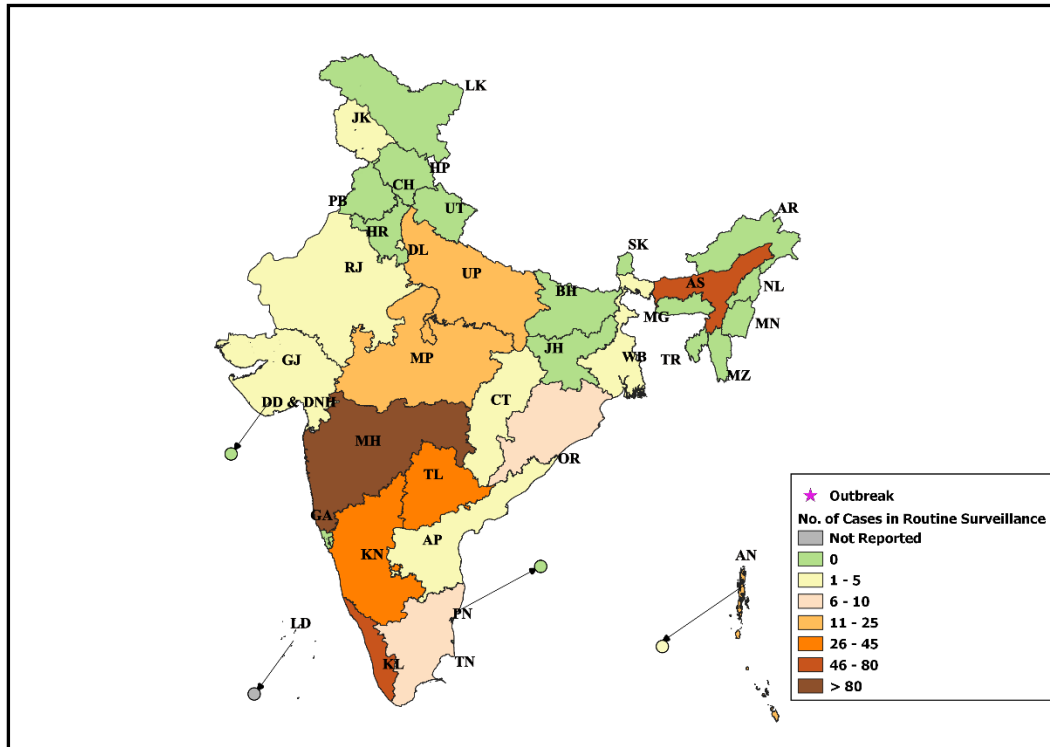 LK
JK
HP
CH
PB
UT
AR
HR
SK
DL
RJ
UP
AS
NL
BH
MG
MN
JH
WB
TR
GJ
MP
MZ
CT
DD & DNH
MH
OR
TL
GA
AP
KN
AN
PN
LD
KL
TN
Outbreak
No. of Cases in Routine Surveillance
Not Reported
0
1 - 5
6 - 10
11 - 25
26 - 45
46 - 80
> 80